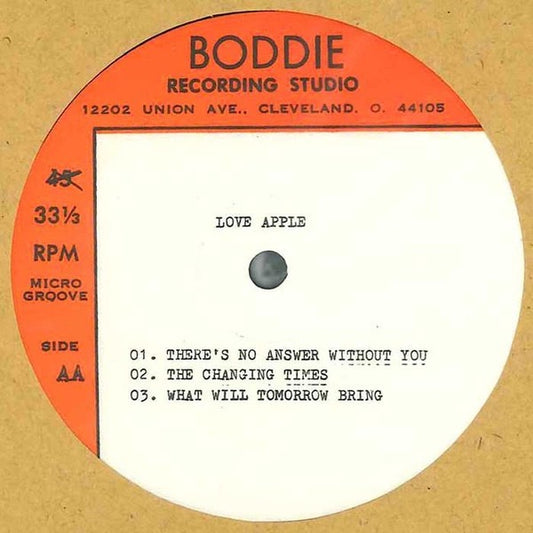 BODDIE
RECORDING STUDIO
12202 UNION AVE., CLEVELAND, O. 44105
45
33⅓
RPM
MICRO
GROOVE
SIDE
AA
LOVE APPLE
01. THERE'S NO ANSWER WITHOUT YOU
02. THE CHANGING TIMES
03. WHAT WILL TOMORROW BRING